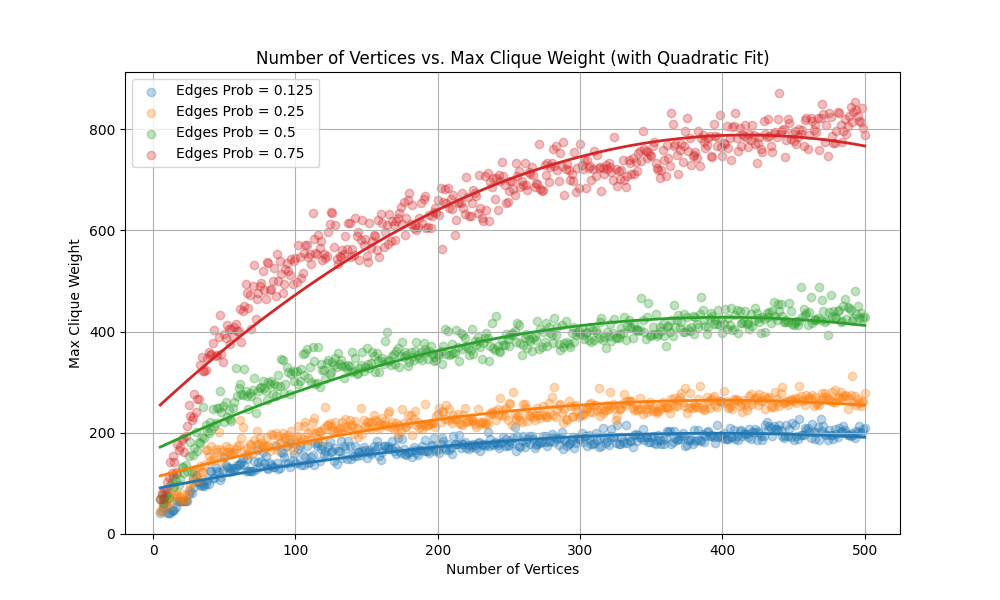 Number of Vertices vs. Max Clique Weight (with Quadratic Fit)
Edges Prob = 0.125
Edges Prob = 0.25
Edges Prob = 0.5
Edges Prob = 0.75
Max Clique Weight
800
600
400
200
0
0 100 200 300 400 500
Number of Vertices